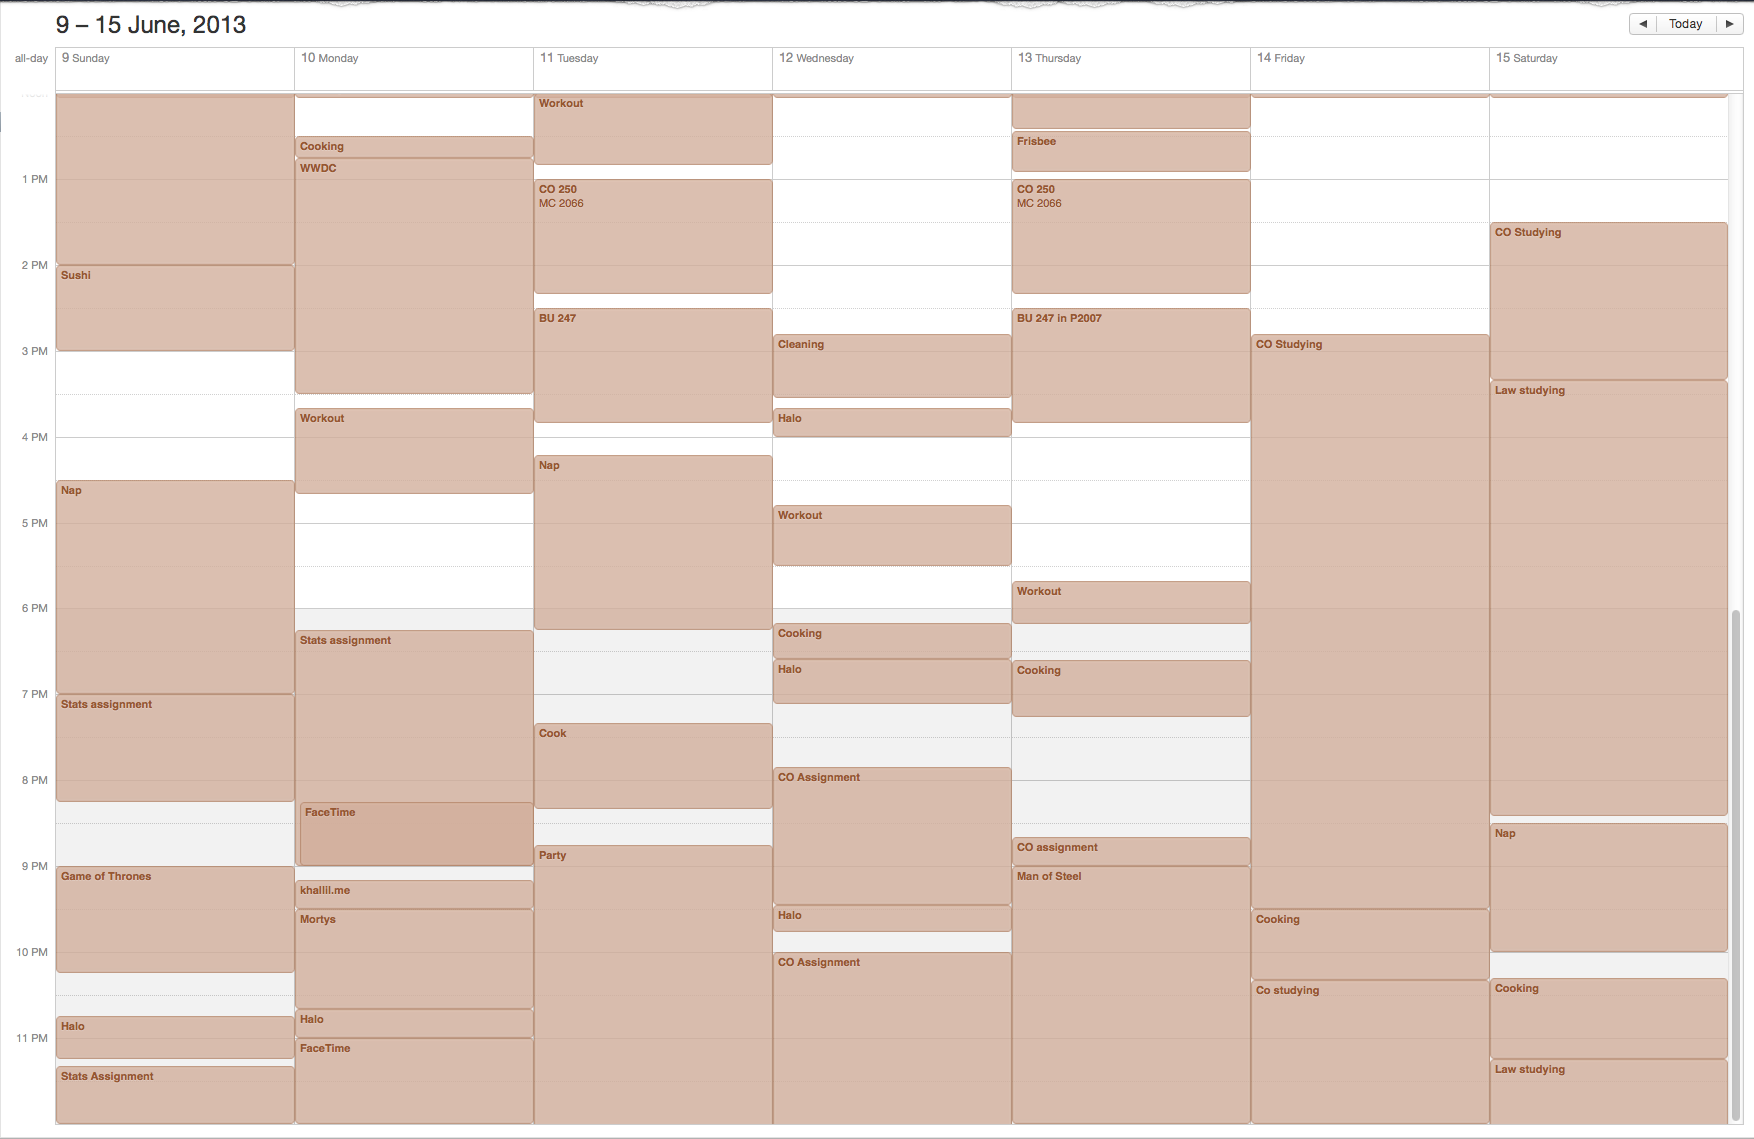 9 – 15 June, 2013
Today
all-day
9 Sunday
10 Monday
11 Tuesday
12 Wednesday
13 Thursday
14 Friday
15 Saturday
1 PM
2 PM
3 PM
4 PM
5 PM
6 PM
7 PM
8 PM
9 PM
10 PM
11 PM
Sushi
Nap
Stats assignment
Game of Thrones
Halo
Stats Assignment
Cooking
WWDC
Workout
Stats assignment
FaceTime
khallil.me
Mortys
Halo
FaceTime
Workout
CO 250
MC 2066
BU 247
Nap
Cook
Party
Cleaning
Halo
Workout
Cooking
Halo
CO Assignment
Halo
CO Assignment
Frisbee
CO 250
MC 2066
BU 247 in P2007
Workout
Cooking
CO assignment
Man of Steel
CO Studying
Cooking
Co studying
CO Studying
Law studying
Nap
Cooking
Law studying